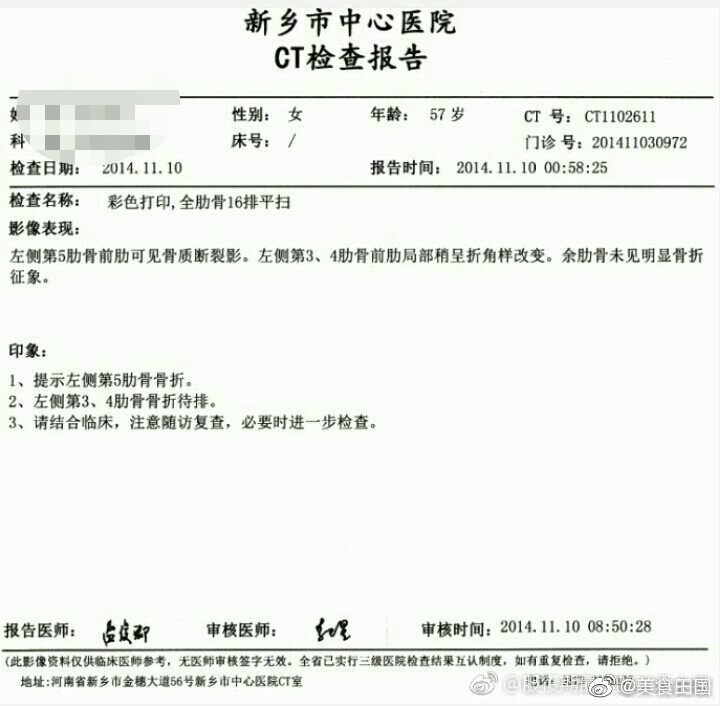 新乡市中心医院
CT检查报告
性别: 女 年龄: 57 岁 CT 号: CT1102611
科 床号: / 门诊 号: 201411030972
检查日期: 2014.11.10 报告时间: 2014.11.10 00:58:25
检查名称: 彩色打印,全肋骨16排平扫
影像表现:
左侧第5肋骨前肋可见骨质断裂影。左侧第3、4肋骨前肋局部稍呈折角样改变。余肋骨未见明显骨折
征象。
印象:
1、提示左侧第5肋骨骨折。
2、左侧第3、4肋骨骨折待排。
3、请结合临床，注意随访复查，必要时进一步检查。
报告医师: 审核医师: 审核时间: 2014.11.10 08:50:28
(此影像资料仅供临床医师参考，无医师审核签字无效。全省已实行三级医院检查结果互认制度，如有重复检查，请拒绝。)
地址:河南省新乡市金穗大道56号新乡市中心医院CT室
@美食田园